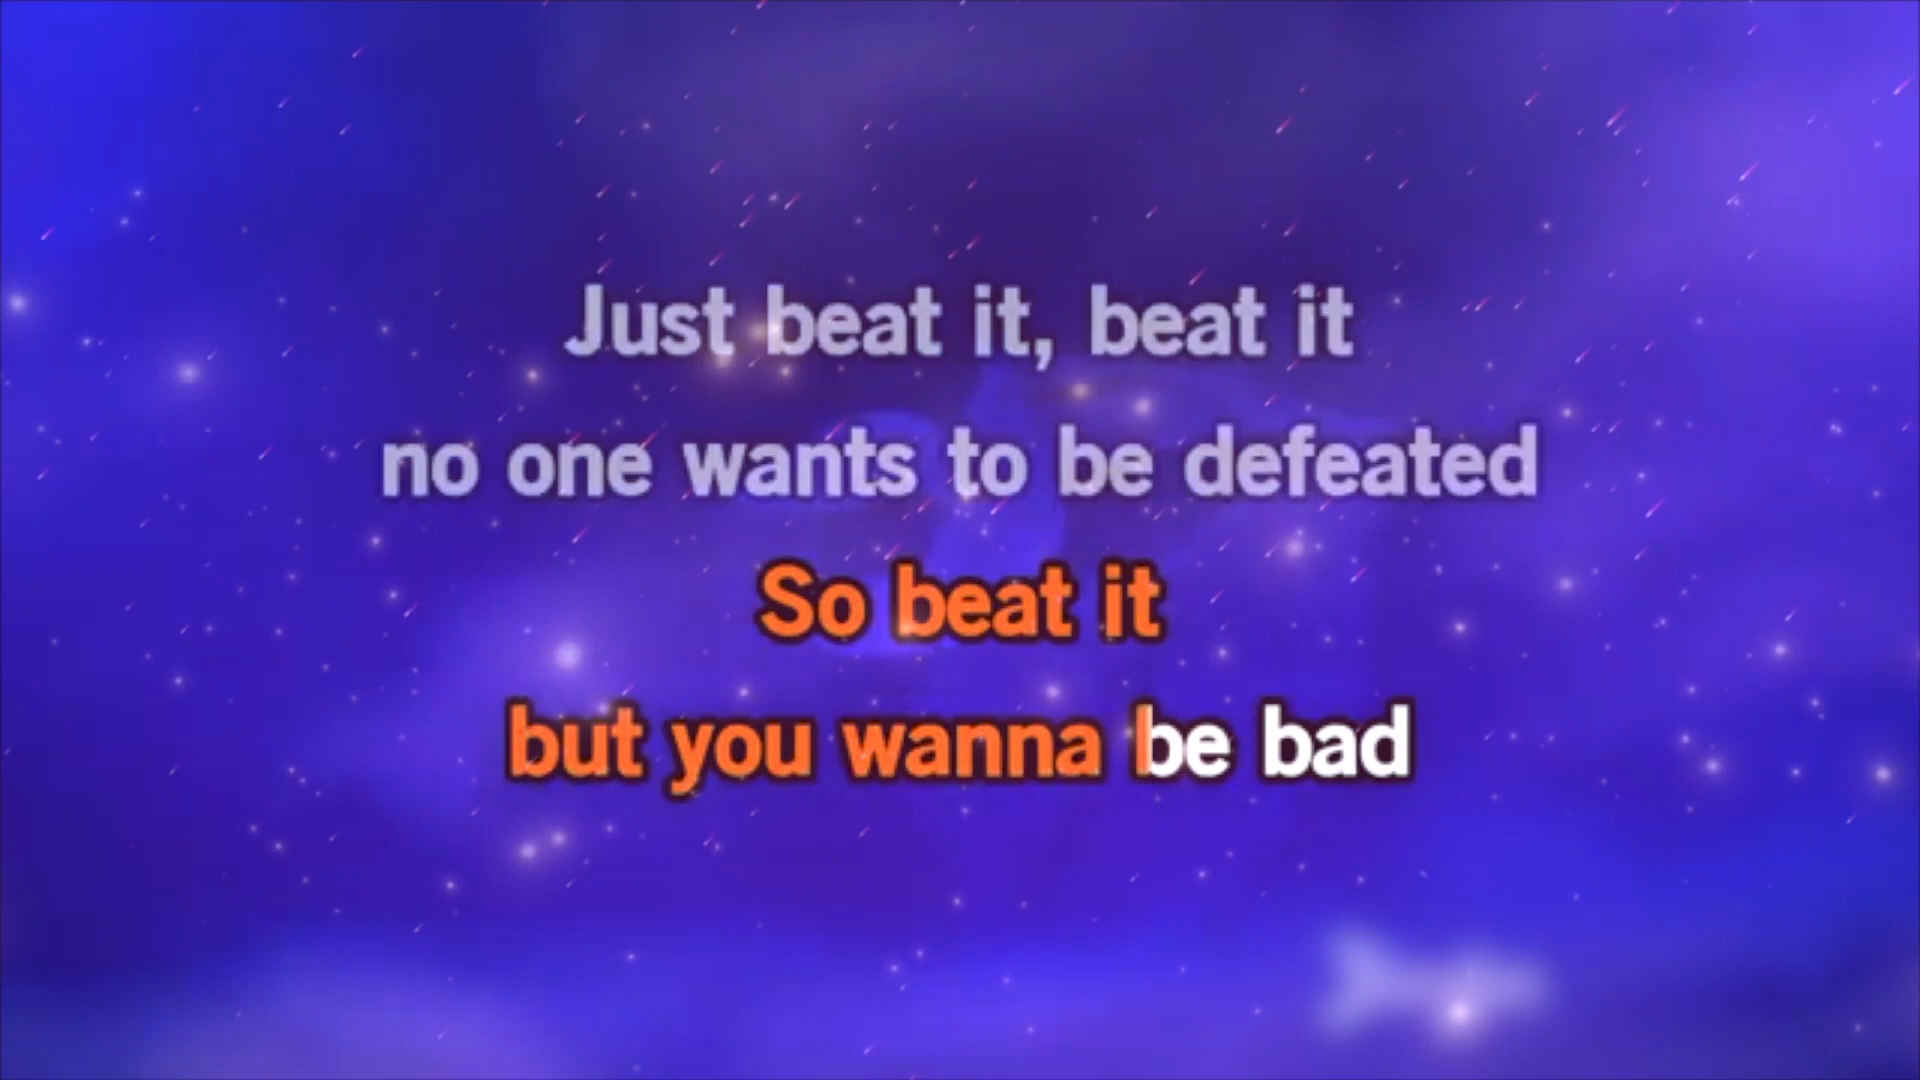 Just beat it, beat it
no one wants to be defeated
So beat it
but you wanna be bad